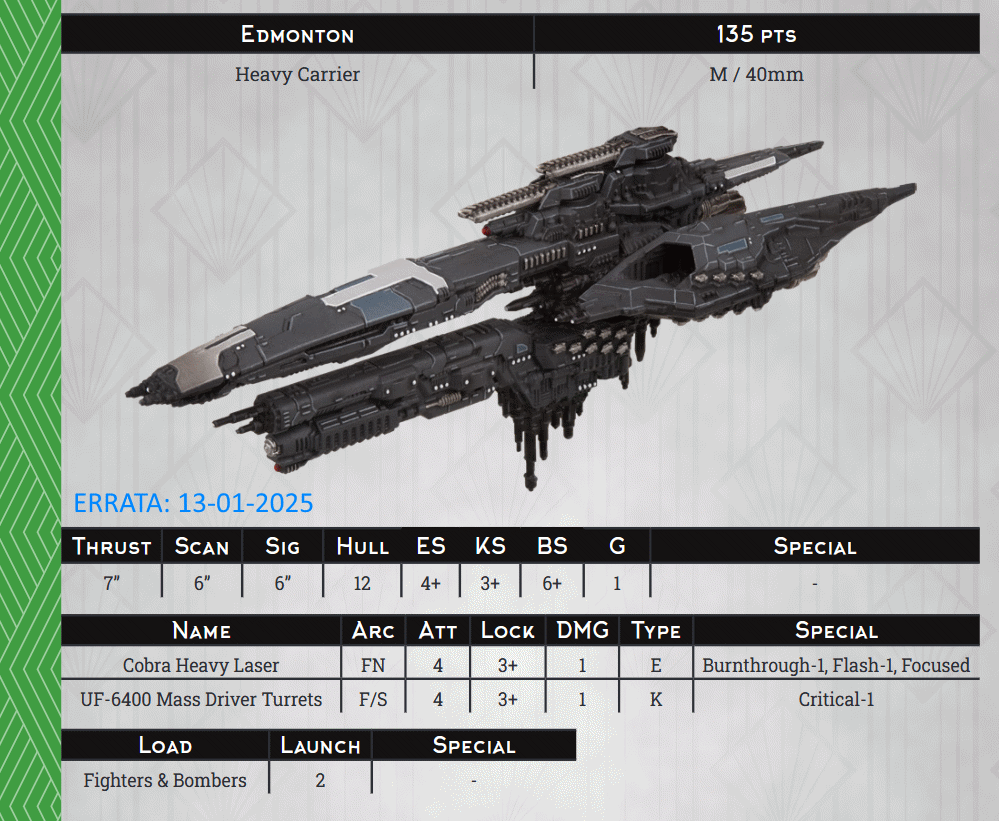 EDMONTON 135 PTS
Heavy Carrier M / 40mm
ERRATA: 13-01-2025
THRUST SCAN SIG HULL ES KS BS G SPECIAL
7” 6” 6” 12 4+ 3+ 6+ 1 -
NAME ARC ATT LOCK DMG TYPE SPECIAL
Cobra Heavy Laser FN 4 3+ 1 E Burnthrough-1, Flash-1, Focused
UF-6400 Mass Driver Turrets F/S 4 3+ 1 K Critical-1
LOAD LAUNCH SPECIAL
Fighters & Bombers 2 -